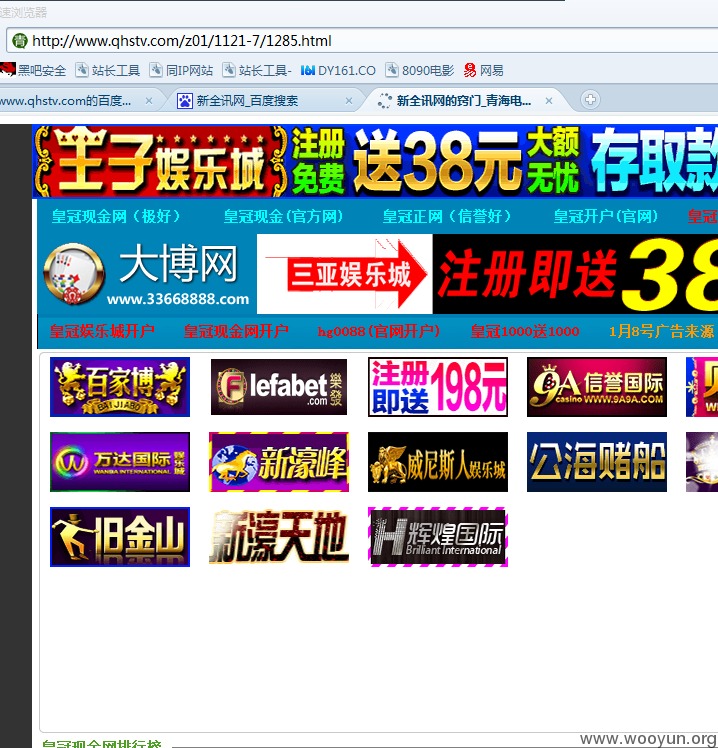 速浏览器
http://www.qhstv.com/z01/1121-7/1285.html
黑吧安全 站长工具 同IP网站 站长工具- DY161.CO 8090电影 网易
www.qhstv.com的百度... 新全讯网_百度搜索 新全讯网的窍门_青海电...
王子娱乐城 注册免费 送38元 大额无忧 存取款
皇冠现金网（极好） 皇冠现金(官方网) 皇冠正网（信誉好） 皇冠开户(官网) 皇冠
大博网 三亚娱乐城 注册即送38
www.33668888.com
皇冠娱乐城开户 皇冠现金网开户 hg0088(官网开户) 皇冠1000送1000 1月8号广告来源
百家博 BAIJIABO lefabet.com 樂發 注册即送198元 9A 信誉国际 casino WWW.9A9A.COM
万达国际 娱乐城 WANBA INTERNATIONAL 新濠峰 威尼斯人娱乐城 公海赌船
旧金山 新濠天地 H 辉煌国际 Brilliant International
皇冠现金网排行榜
www.wooyun.org